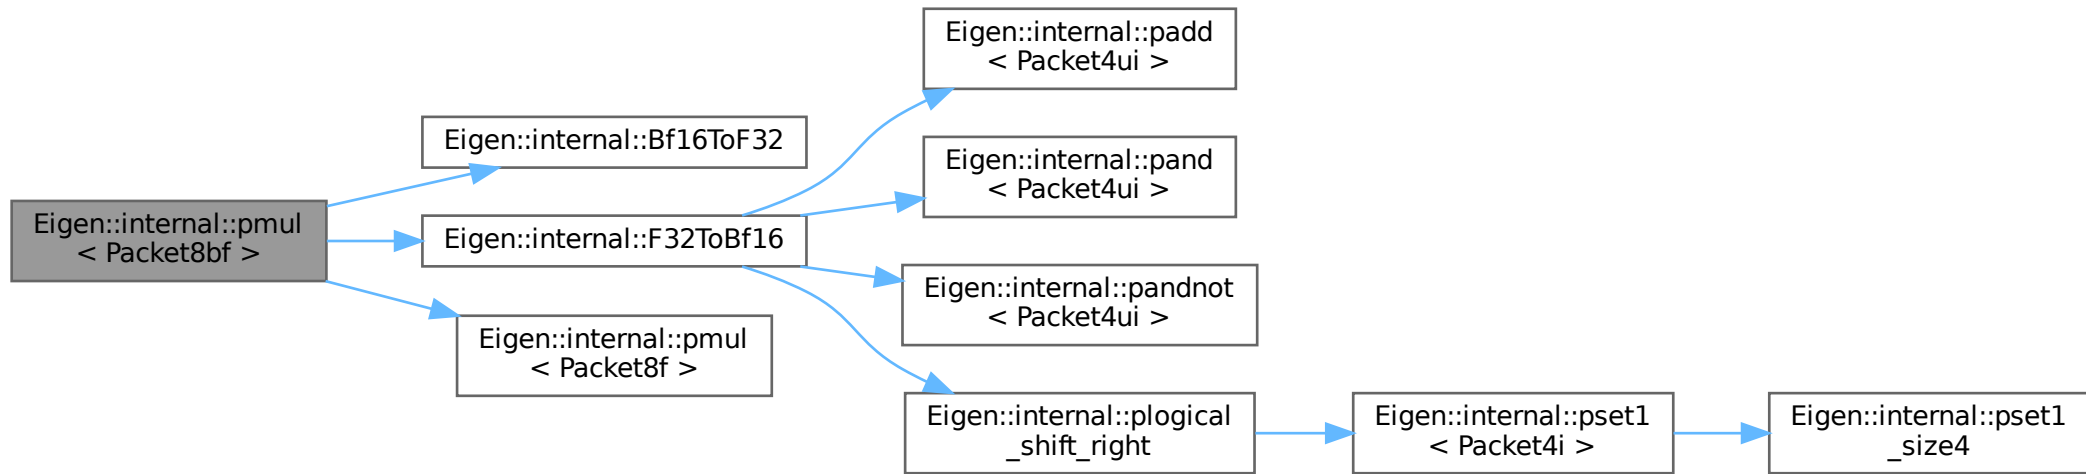 Eigen::internal::pmul
< Packet8bf >
Eigen::internal::Bf16ToF32
Eigen::internal::F32ToBf16
Eigen::internal::pmul
< Packet8f >
Eigen::internal::padd
< Packet4ui >
Eigen::internal::pand
< Packet4ui >
Eigen::internal::pandnot
< Packet4ui >
Eigen::internal::plogical
_shift_right
Eigen::internal::pset1
< Packet4i >
Eigen::internal::pset1
_size4